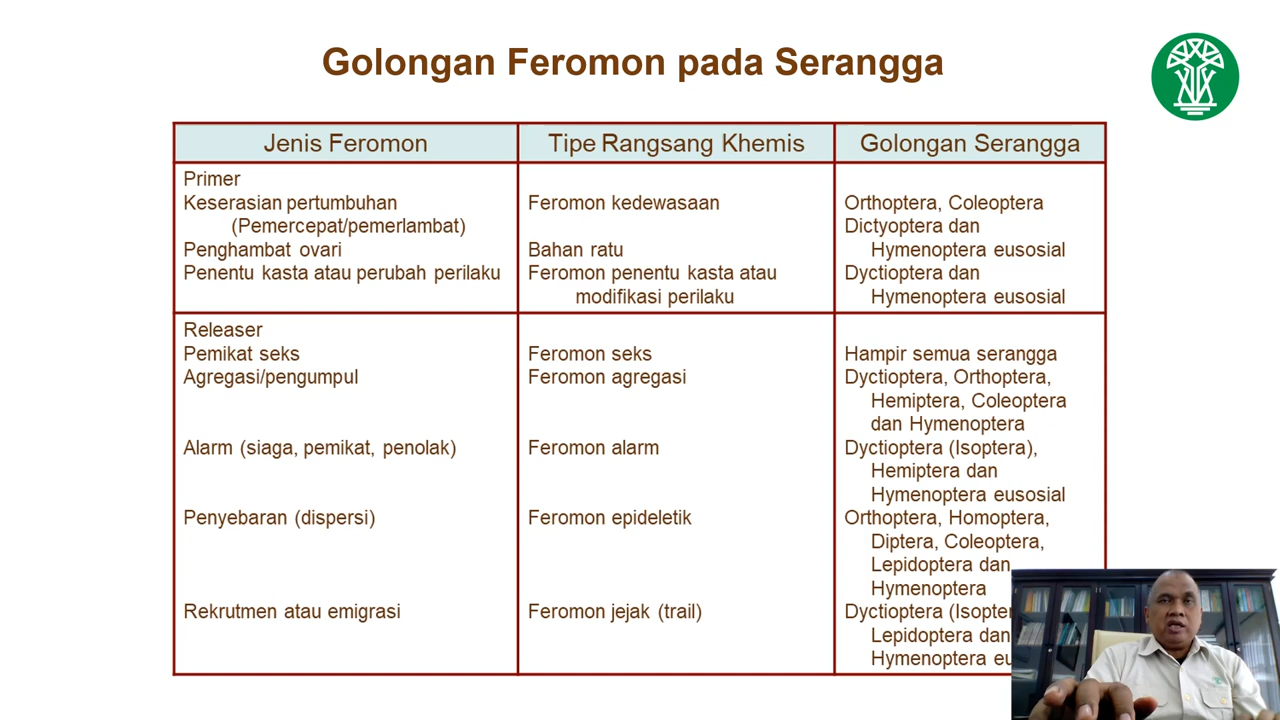 Golongan Feromon pada Serangga
Jenis Feromon
Tipe Rangsang Khemis
Golongan Serangga
Primer
Keserasian pertumbuhan
(Pemercepat/pemerlambat)
Penghambat ovari
Penentu kasta atau perubah perilaku
Feromon kedewasaan
Bahan ratu
Feromon penentu kasta atau
modifikasi perilaku
Orthoptera, Coleoptera
Dictyoptera dan
Hymenoptera eusosial
Dyctioptera dan
Hymenoptera eusosial
Releaser
Pemikat seks
Agregasi/pengumpul
Alarm (siaga, pemikat, penolak)
Penyebaran (dispersi)
Rekrutmen atau emigrasi
Feromon seks
Feromon agregasi
Feromon alarm
Feromon epideletik
Feromon jejak (trail)
Hampir semua serangga
Dyctioptera, Orthoptera,
Hemiptera, Coleoptera
dan Hymenoptera
Dyctioptera (Isoptera),
Hemiptera dan
Hymenoptera eusosial
Orthoptera, Homoptera,
Diptera, Coleoptera,
Lepidoptera dan
Hymenoptera
Dyctioptera
Lepidoptera dan
Hymenoptera